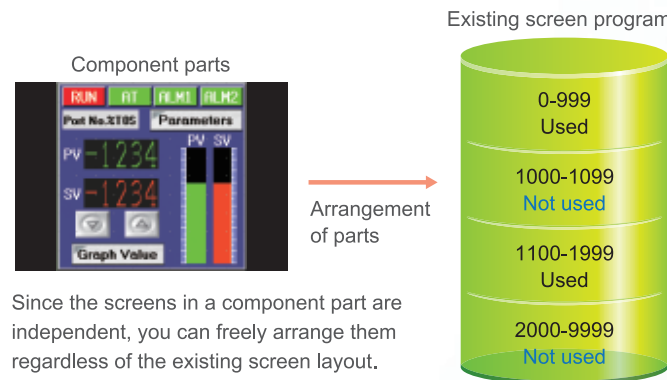 Existing screen program
Component parts
RUN AT ALM1 ALM2
Port No.%T05 Parameters
PV SV
PV -1234
SV -1234
Graph Value
Arrangement
of parts
0-999
Used
1000-1099
Not used
1100-1999
Used
2000-9999
Not used
Since the screens in a component part are
independent, you can freely arrange them
regardless of the existing screen layout.